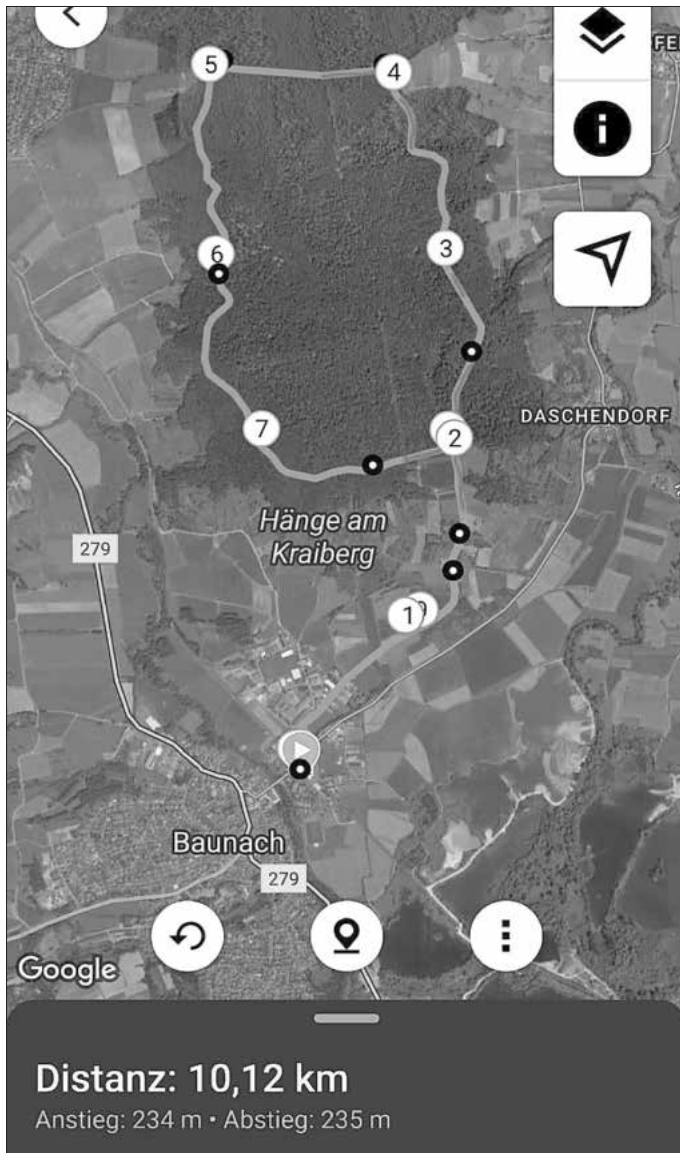 FE
5
4
3
6
DASCHENDORF
7
2
Hänge am
Kraiberg
279
1
Baunach
279
Google
Distanz: 10,12 km
Anstieg: 234 m • Abstieg: 235 m